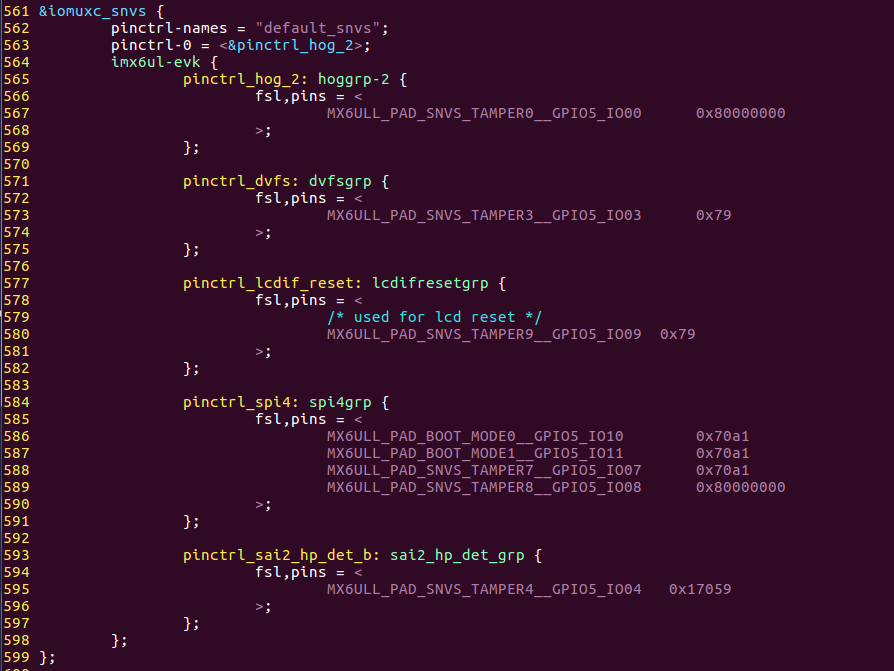 561 &iomuxc_snvs {
562         pinctrl-names = "default_snvs";
563         pinctrl-0 = <&pinctrl_hog_2>;
564         imx6ul-evk {
565                 pinctrl_hog_2: hoggrp-2 {
566                         fsl,pins = <
567                                 MX6ULL_PAD_SNVS_TAMPER0__GPIO5_IO00      0x80000000
568                         >;
569                 };
570
571                 pinctrl_dvfs: dvfsgrp {
572                         fsl,pins = <
573                                 MX6ULL_PAD_SNVS_TAMPER3__GPIO5_IO03      0x79
574                         >;
575                 };
576
577                 pinctrl_lcdif_reset: lcdifresetgrp {
578                         fsl,pins = <
579                                 /* used for lcd reset */
580                                 MX6ULL_PAD_SNVS_TAMPER9__GPIO5_IO09  0x79
581                         >;
582                 };
583
584                 pinctrl_spi4: spi4grp {
585                         fsl,pins = <
586                                 MX6ULL_PAD_BOOT_MODE0__GPIO5_IO10        0x70a1
587                                 MX6ULL_PAD_BOOT_MODE1__GPIO5_IO11        0x70a1
588                                 MX6ULL_PAD_SNVS_TAMPER7__GPIO5_IO07      0x70a1
589                                 MX6ULL_PAD_SNVS_TAMPER8__GPIO5_IO08      0x80000000
590                         >;
591                 };
592
593                 pinctrl_sai2_hp_det_b: sai2_hp_det_grp {
594                         fsl,pins = <
595                                 MX6ULL_PAD_SNVS_TAMPER4__GPIO5_IO04   0x17059
596                         >;
597                 };
598         };
599 };